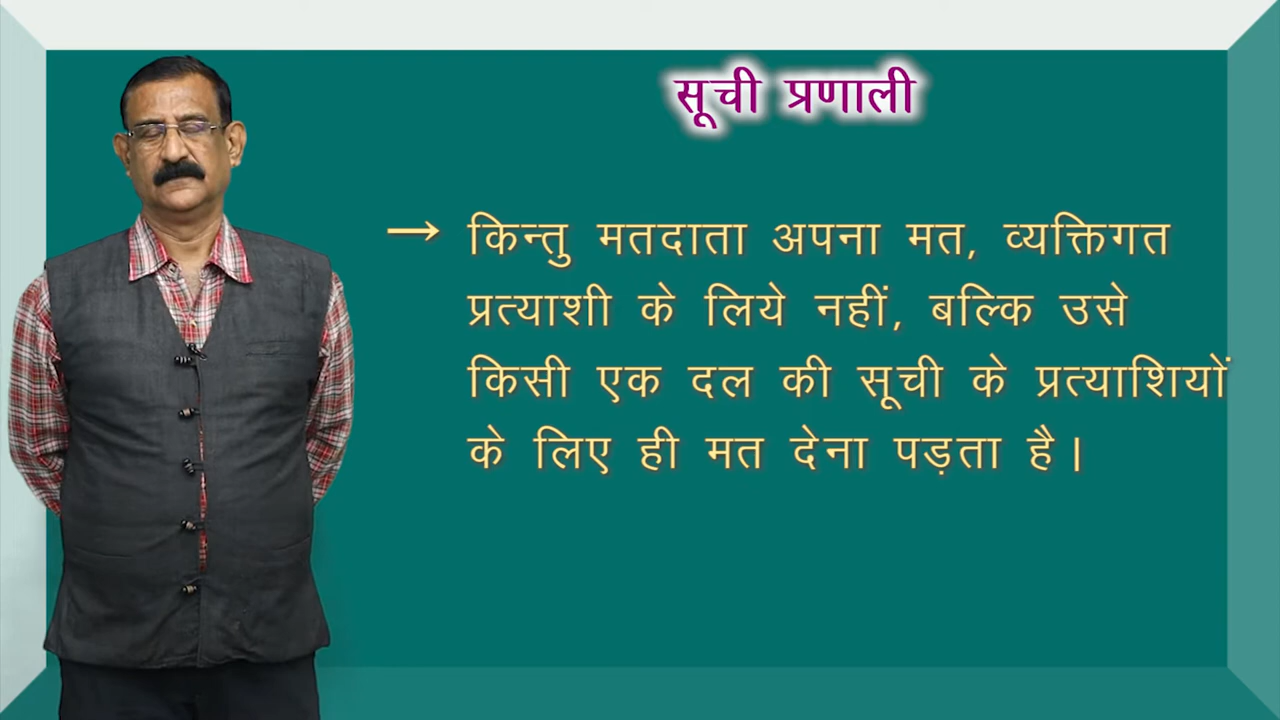 सूची प्रणाली
→ किन्तु मतदाता अपना मत, व्यक्तिगत
प्रत्याशी के लिये नहीं, बल्कि उसे
किसी एक दल की सूची के प्रत्याशियों
के लिए ही मत देना पड़ता है।